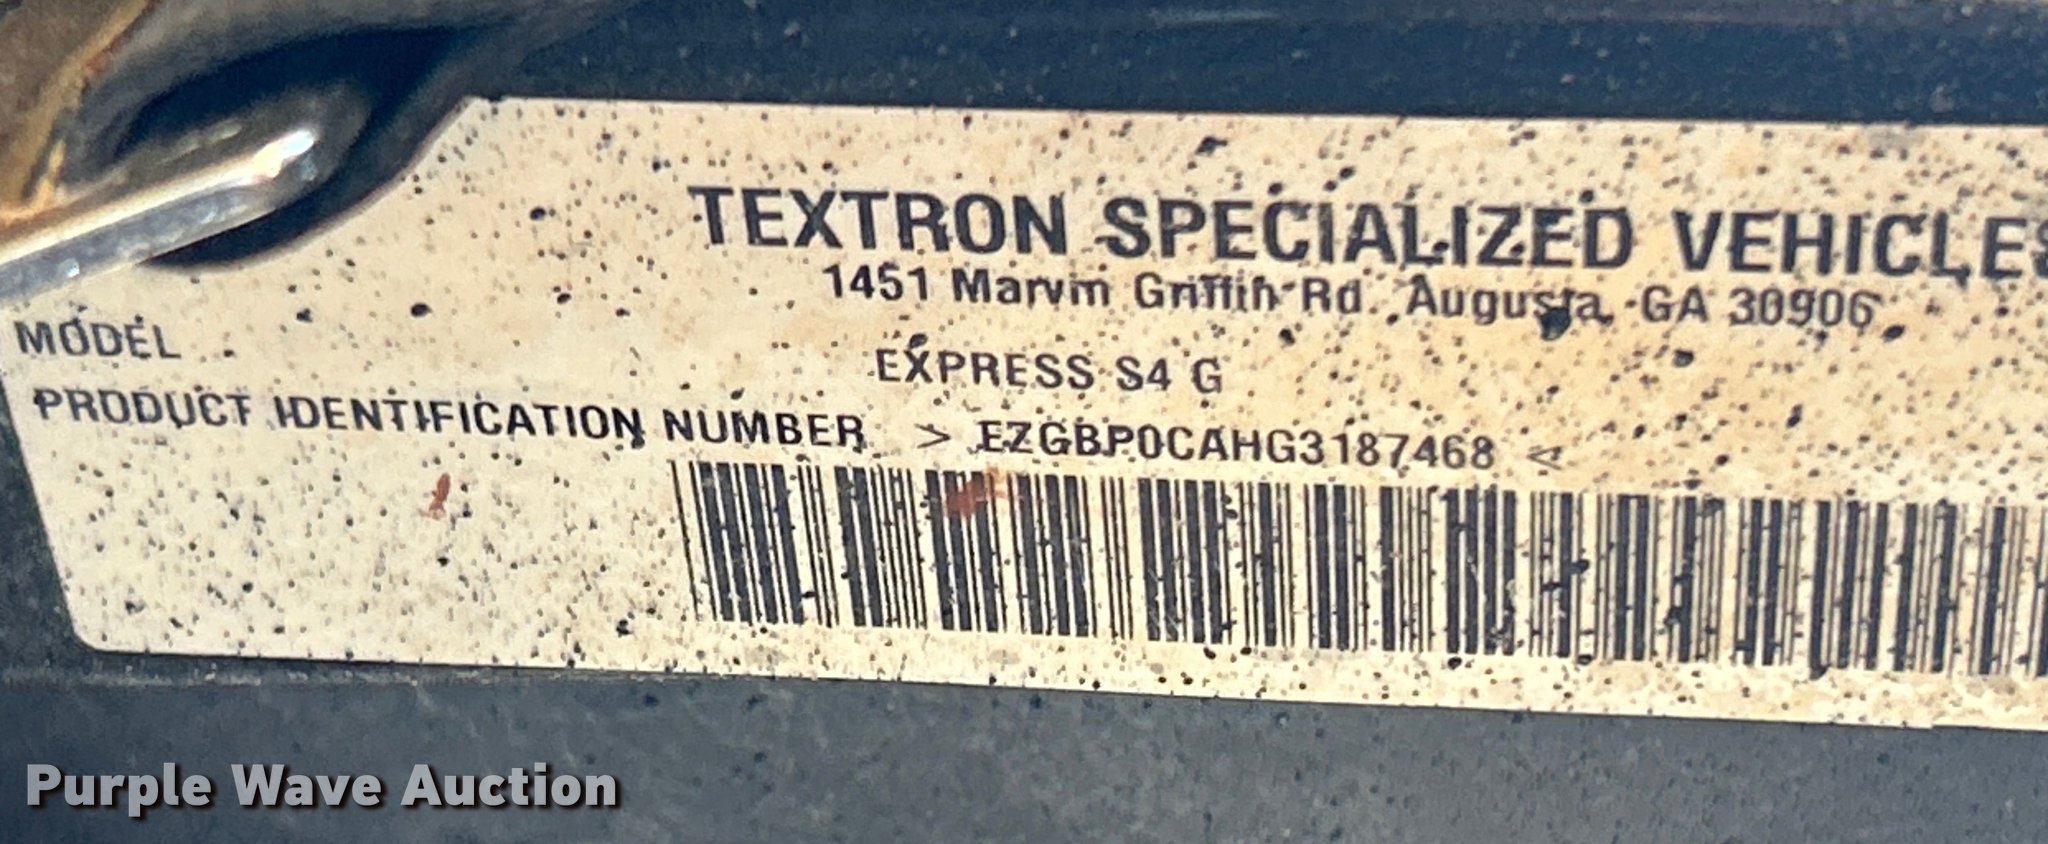 TEXTRON SPECIALIZED VEHICLES
1451 Marvin Griffith Rd. Augusta, GA 30906
MODEL
EXPRESS S4 G
PRODUCT IDENTIFICATION NUMBER > EZGBP0CAHG3187468 <
Purple Wave Auction